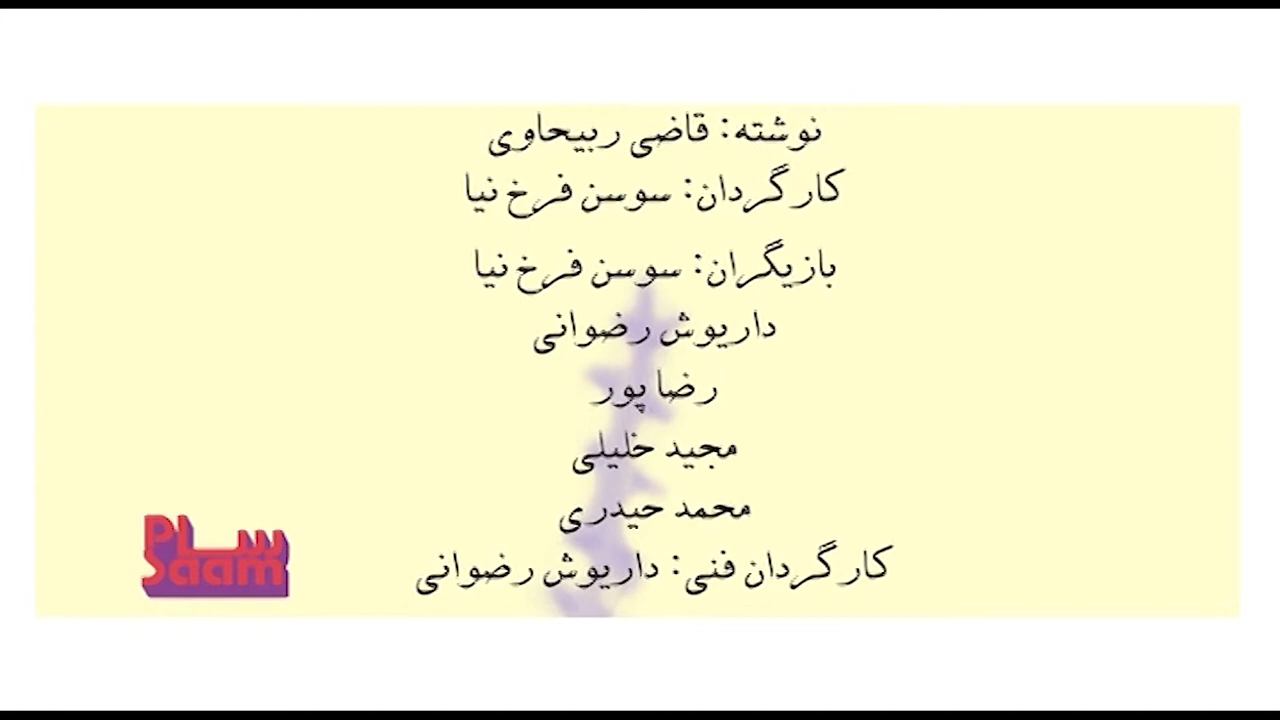 نوشته: قاضی ربیحاوی
کارگردان: سوسن فرخ نیا
بازیگران: سوسن فرخ نیا
داریوش رضوانی
رضا پور
مجید خلیلی
محمد حیدری
کارگردان فنی: داریوش رضوانی
سام
Saam